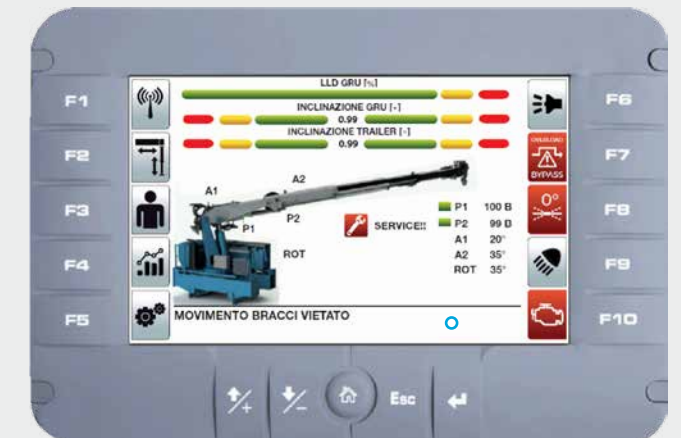 LLD GRU [%]
F1
F6
INCLINAZIONE GRU [-]
0.99
INCLINAZIONE TRAILER [-]
0.99
OVERLOAD
BYPASS
F2
F7
A1
A2
P1
P2
ROT
SERVICE!!
P1 100 B
P2 99 B
A1 20°
A2 35°
ROT 35°
0°
F3
F8
F4
F9
F5
MOVIMENTO BRACCI VIETATO
F10
+
-
Esc